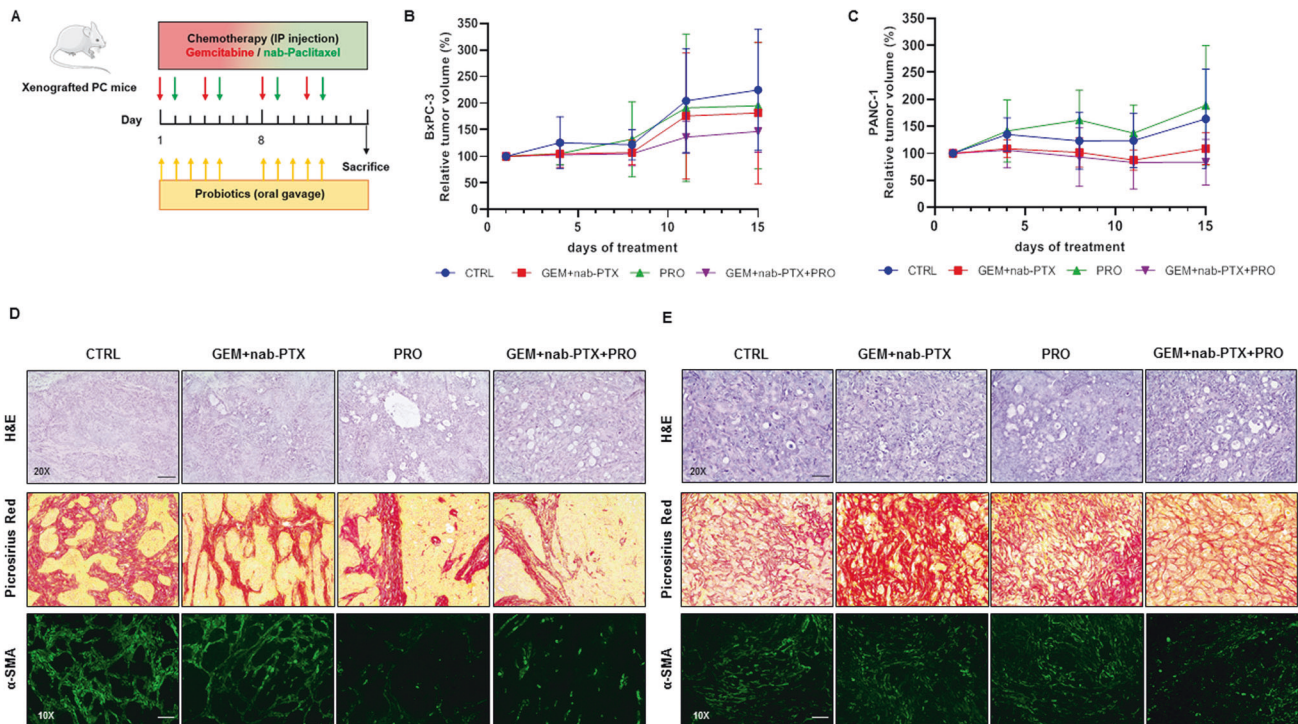 A
Chemotherapy (IP injection)
Gemcitabine / nab-Paclitaxel
Xenografted PC mice
Day
1
8
Sacrifice
Probiotics (oral gavage)
B
BxPC-3
Relative tumor volume (%)
350
300
250
200
150
100
50
0
0 5 10 15
days of treatment
CTRL GEM+nab-PTX PRO GEM+nab-PTX+PRO
C
PANC-1
Relative tumor volume (%)
350
300
250
200
150
100
50
0
0 5 10 15
days of treatment
CTRL GEM+nab-PTX PRO GEM+nab-PTX+PRO
D
CTRL GEM+nab-PTX PRO GEM+nab-PTX+PRO
H&E
20X
Picrosirius Red
α-SMA
10X
E
CTRL GEM+nab-PTX PRO GEM+nab-PTX+PRO
H&E
20X
Picrosirius Red
α-SMA
10X